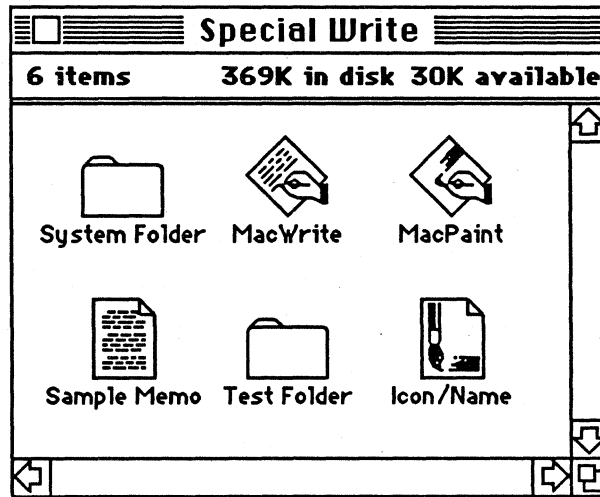 Special Write
6 items 369K in disk 30K available
System Folder MacWrite MacPaint
Sample Memo Test Folder Icon/Name